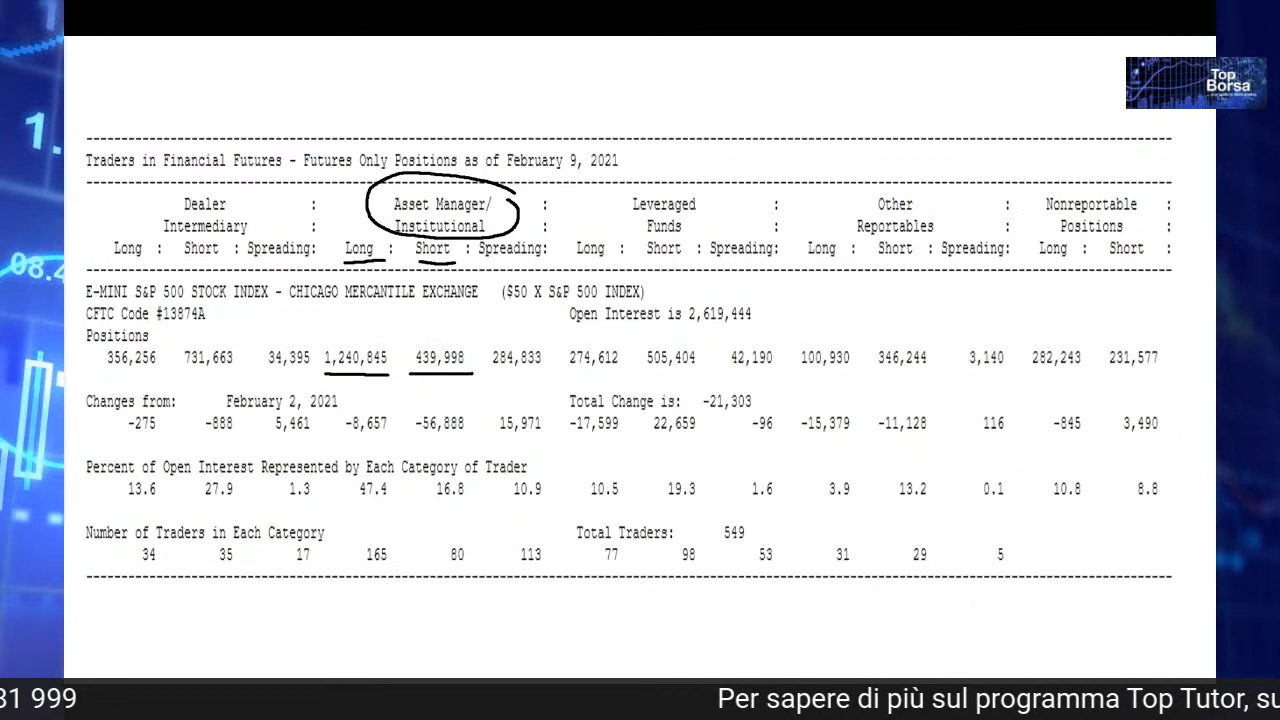 1.
08.4
Top
Borsa
Traders in Financial Futures - Futures Only Positions as of February 9, 2021
Dealer : Asset Manager/ : Leveraged : Other : Nonreportable :
Intermediary : Institutional : Funds : Reportables : Positions :
Long : Short : Spreading: Long : Short : Spreading: Long : Short : Spreading: Long : Short : Spreading: Long : Short :
E-MINI S&P 500 STOCK INDEX - CHICAGO MERCANTILE EXCHANGE ($50 X S&P 500 INDEX)
CFTC Code #13874A Open Interest is 2,619,444
Positions
356,256 731,663 34,395 1,240,845 439,998 284,833 274,612 505,404 42,190 100,930 346,244 3,140 282,243 231,577
Changes from: February 2, 2021 Total Change is: -21,303
-275 -888 5,461 -8,657 -56,888 15,971 -17,599 22,659 -96 -15,379 -11,128 116 -845 3,490
Percent of Open Interest Represented by Each Category of Trader
13.6 27.9 1.3 47.4 16.8 10.9 10.5 19.3 1.6 3.9 13.2 0.1 10.8 8.8
Number of Traders in Each Category Total Traders: 549
34 35 17 165 80 113 77 98 53 31 29 5
31 999 Per sapere di più sul programma Top Tutor, su